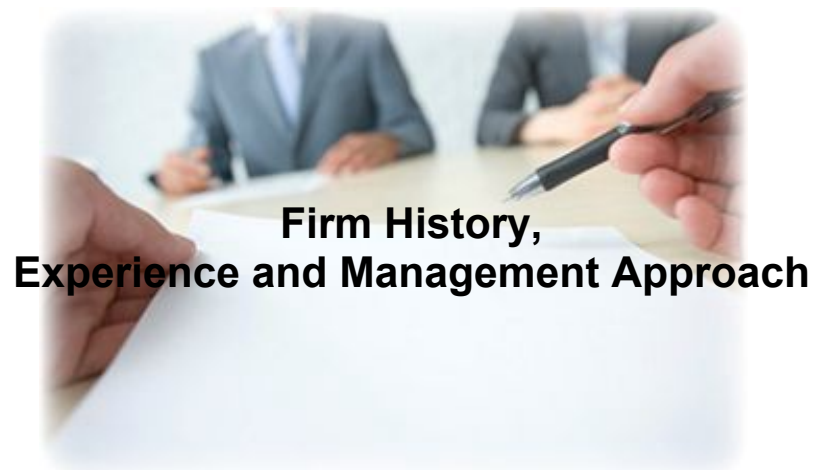 Firm History,
Experience and Management Approach